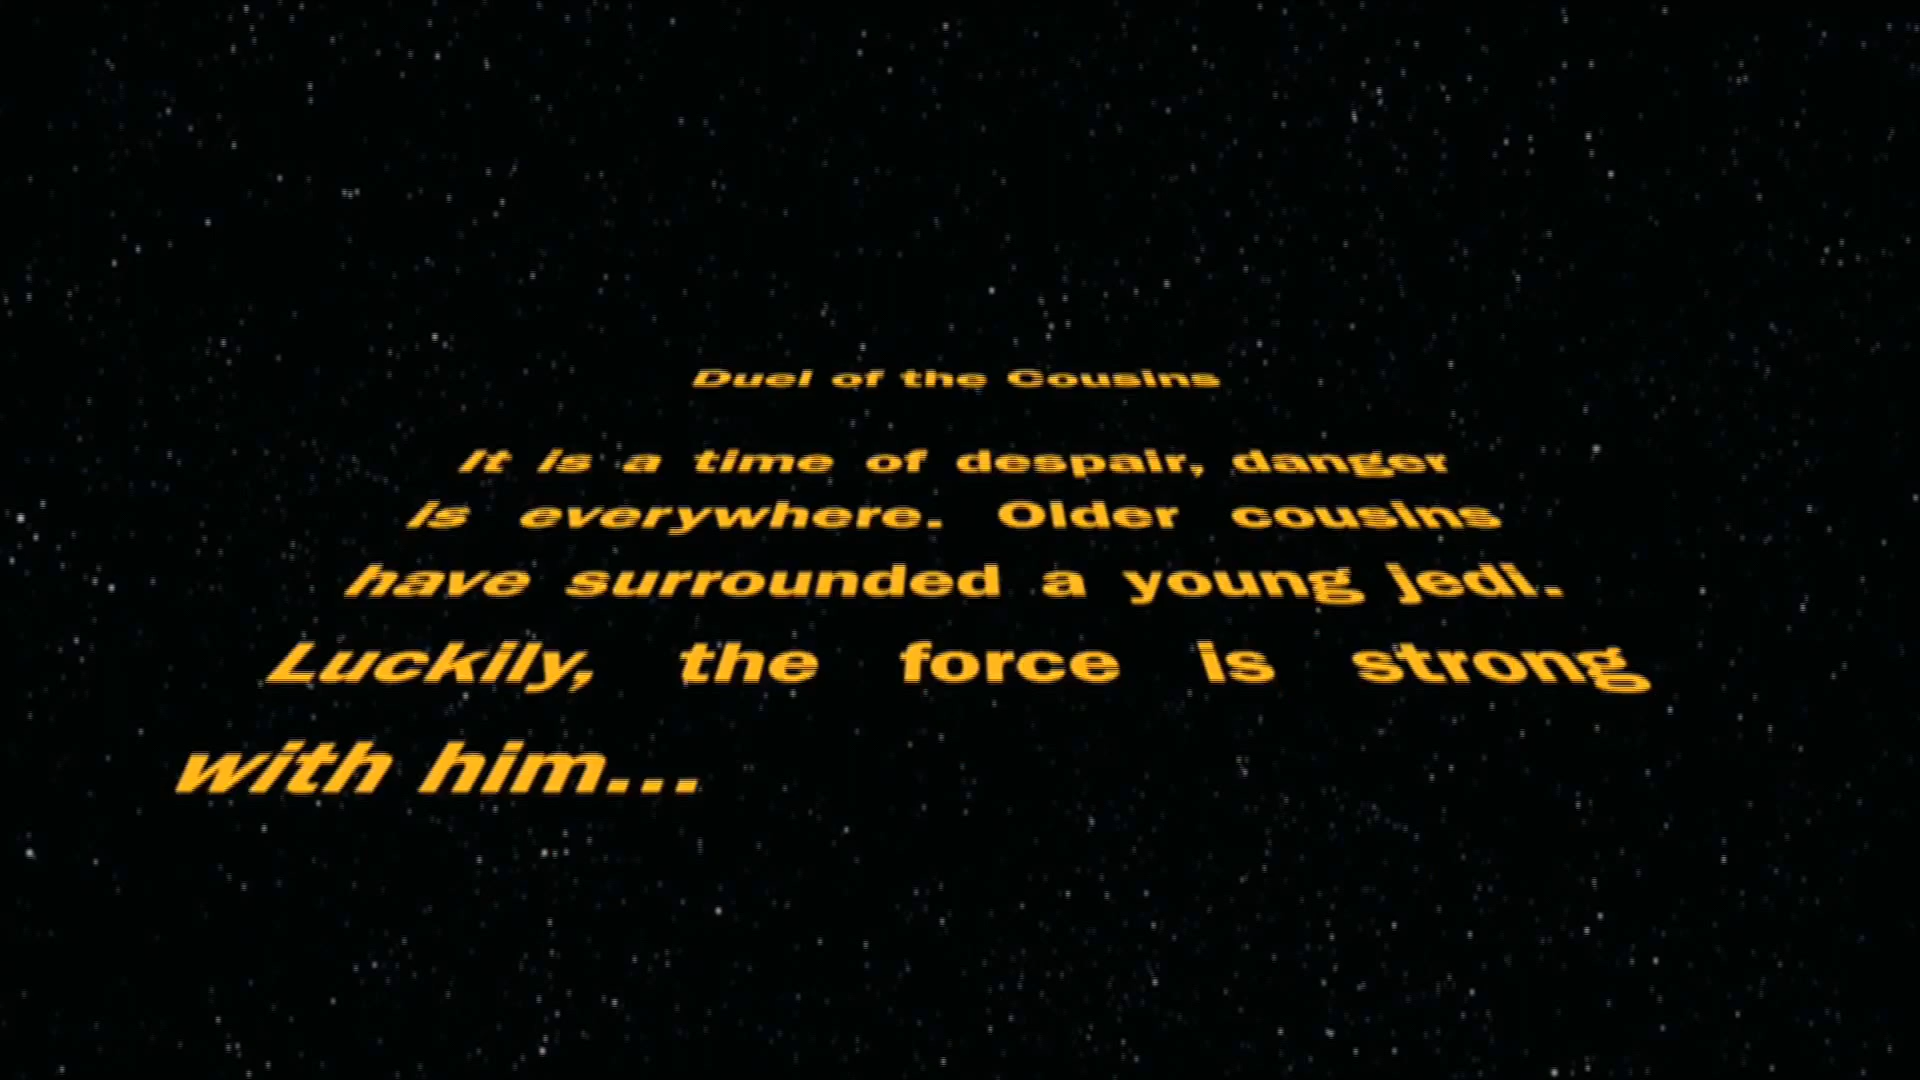 Duel of the Cousins
It is a time of despair, danger
is everywhere. Older cousins
have surrounded a young jedi.
Luckily, the force is strong
with him...